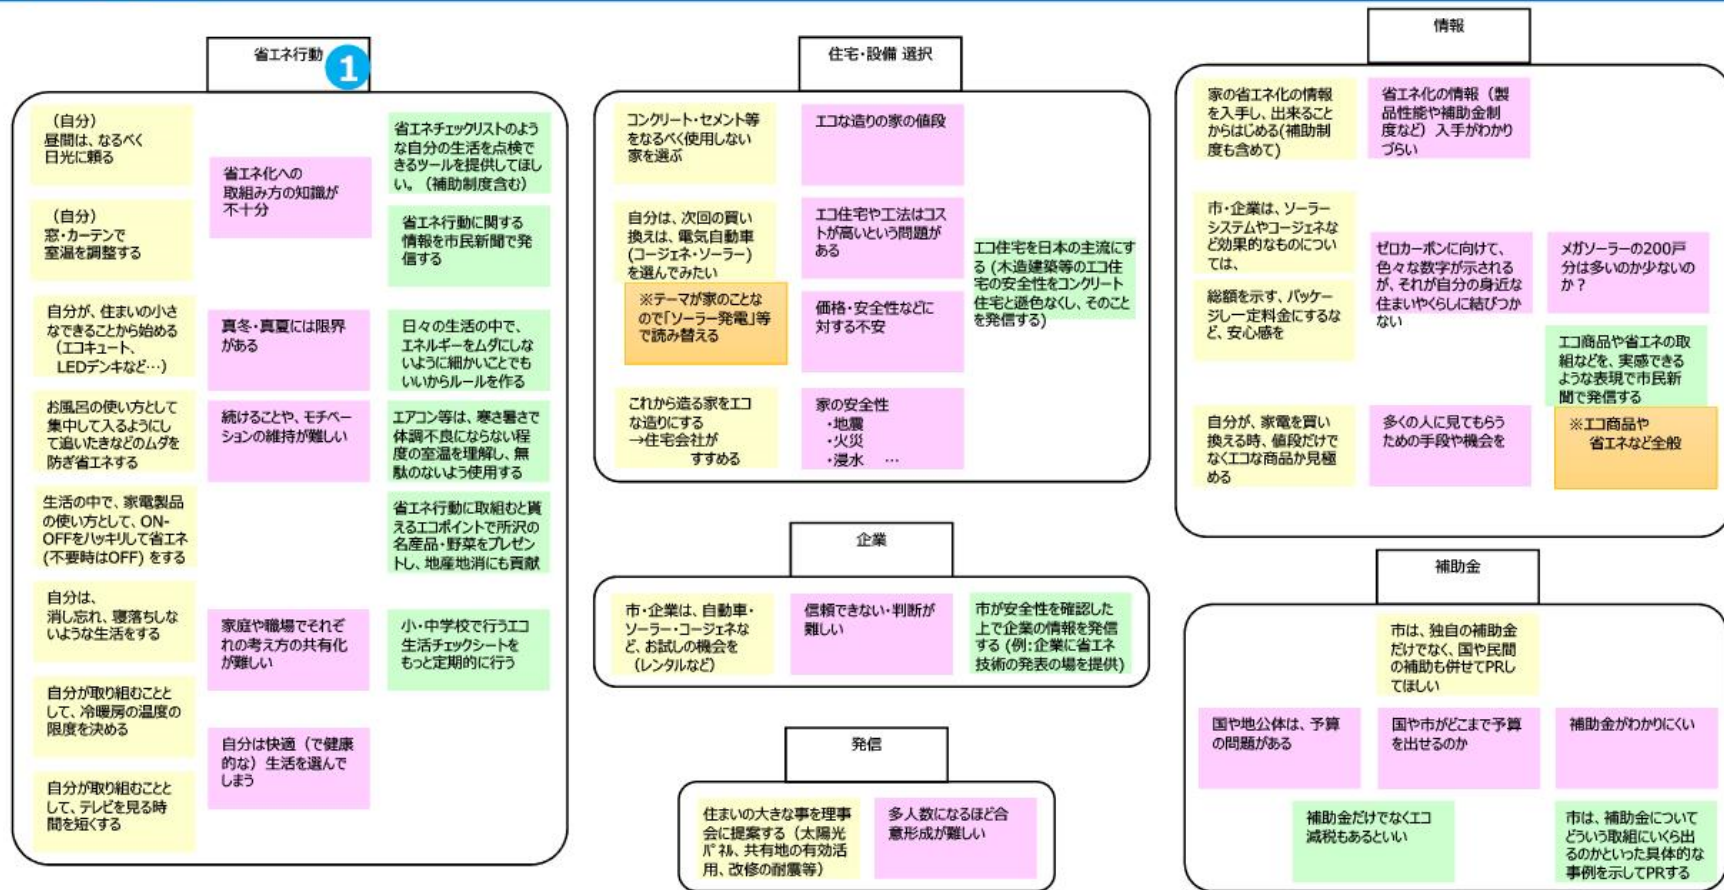 省エネ行動
1
(自分)
昼間は、なるべく
日光に頼る
(自分)
窓・カーテンで
室温を調整する
自分が、住まいの小さ
なできることから始める
(エコキュート、
LEDデンキなど…)
お風呂の使い方として
集中して入るようにし
て追いたきなどのムダを
防ぎ省エネする
生活の中で、家電製品
の使い方として、ON-
OFFをハッキリして省エネ
(不要時はOFF) をする
自分は、
消し忘れ、寝落ちしな
いような生活をする
自分が取り組むことと
して、冷暖房の温度の
限度を決める
自分が取り組むことと
して、テレビを見る時
間を短くする
省エネ化への
取組み方の知識が
不十分
真冬・真夏には限界
がある
続けることや、モチベー
ションの維持が難しい
家庭や職場でそれぞ
れの考え方の共有化
が難しい
自分は快適(で健康
的な)生活を選んで
しまう
省エネチェックリストのよう
な自分の生活を点検で
きるツールを提供してほし
い。(補助制度含む)
省エネ行動に関する
情報を市民新聞で発
信する
日々の生活の中で、
エネルギーをムダにしな
いように細かいことでも
いいからルールを作る
エアコン等は、寒さ暑さで
体調不良にならない程
度の室温を理解し、無
駄のないよう使用する
省エネ行動に取組むと貰
えるエコポイントで所沢の
名産品・野菜をプレゼン
トし、地産地消にも貢献
小・中学校で行うエコ
生活チェックシートを
もっと定期的に行う
住宅・設備 選択
コンクリート・セメント等
をなるべく使用しない
家を選ぶ
自分は、次回の買い
換えは、電気自動車
(コージェネ・ソーラー)
を選んでみたい
※テーマが家のことな
ので「ソーラー発電」等
で読み替える
これから造る家をエコ
な造りにする
→住宅会社が
すすめる
エコな造りの家の値段
エコ住宅や工法はコス
トが高いという問題が
ある
価格・安全性などに
対する不安
家の安全性
・地震
・火災
・浸水 …
エコ住宅を日本の主流にす
る (木造建築等のエコ住
宅の安全性をコンクリート
住宅と遜色なくし、そのこと
を発信する)
企業
市・企業は、自動車・
ソーラー・コージェネな
ど、お試しの機会を
(レンタルなど)
信頼できない・判断が
難しい
市が安全性を確認した
上で企業の情報を発信
する (例:企業に省エネ
技術の発表の場を提供)
発信
住まいの大きな事を理事
会に提案する(太陽光
パネル、共有地の有効活
用、改修の耐震等)
多人数になるほど合
意形成が難しい
情報
家の省エネ化の情報
を入手し、出来ること
からはじめる(補助制
度も含めて)
市・企業は、ソーラー
システムやコージェネな
ど効果的なものについ
ては、
総額を示す、パッケー
ジし一定料金にするな
ど、安心感を
自分が、家電を買い
換える時、値段だけで
なくエコな商品か見極
める
省エネ化の情報(製
品性能や補助金制
度など) 入手がわかり
づらい
ゼロカーボンに向けて、
色々な数字が示される
が、それが自分の身近な
住まいやくらしに結びつか
ない
多くの人に見てもらう
ための手段や機会を
メガソーラーの200戸
分は多いのか少ないの
か?
エコ商品や省エネの取
組などを、実感できる
ような表現で市民新
聞で発信する
※エコ商品や
省エネなど全般
補助金
市は、独自の補助金
だけでなく、国や民間
の補助も併せてPRし
てほしい
国や地公体は、予算
の問題がある
国や市がどこまで予算
を出せるのか
補助金がわかりにくい
補助金だけでなくエコ
減税もあるといい
市は、補助金について
どういう取組にいくら出
るのかといった具体的な
事例を示してPRする